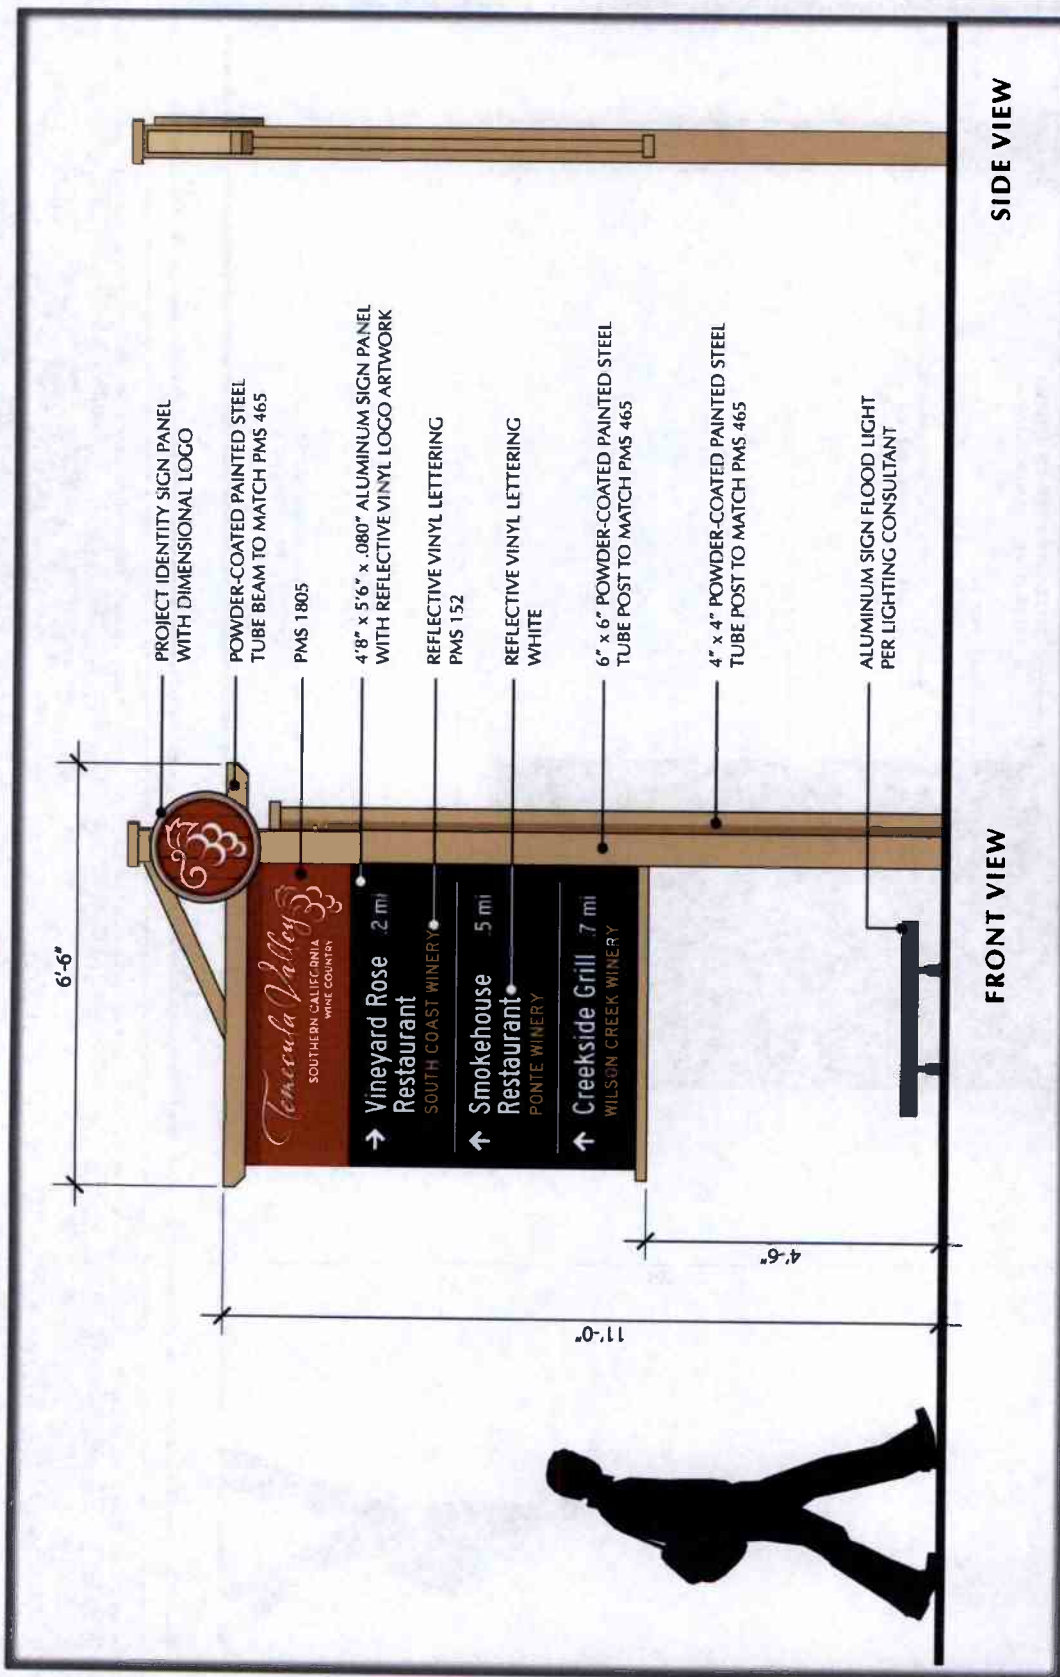 6'-6"
PROJECT IDENTITY SIGN PANEL
WITH DIMENSIONAL LOGO
POWDER-COATED PAINTED STEEL
TUBE BEAM TO MATCH PMS 465
PMS 1805
4'8" x 5'6" x .080" ALUMINUM SIGN PANEL
WITH REFLECTIVE VINYL LOGO ARTWORK
REFLECTIVE VINYL LETTERING
PMS 152
REFLECTIVE VINYL LETTERING
WHITE
6" x 6" POWDER-COATED PAINTED STEEL
TUBE POST TO MATCH PMS 465
4" x 4" POWDER-COATED PAINTED STEEL
TUBE POST TO MATCH PMS 465
ALUMINUM SIGN FLOOD LIGHT
PER LIGHTING CONSULTANT
Temecula Valley
SOUTHERN CALIFORNIA
WINE COUNTRY
→ Vineyard Rose .2 mi
Restaurant
SOUTH COAST WINERY
↑ Smokehouse .5 mi
Restaurant
PONTE WINERY
↑ Creekside Grill .7 mi
WILSON CREEK WINERY
11'-0"
4'-6"
FRONT VIEW
SIDE VIEW